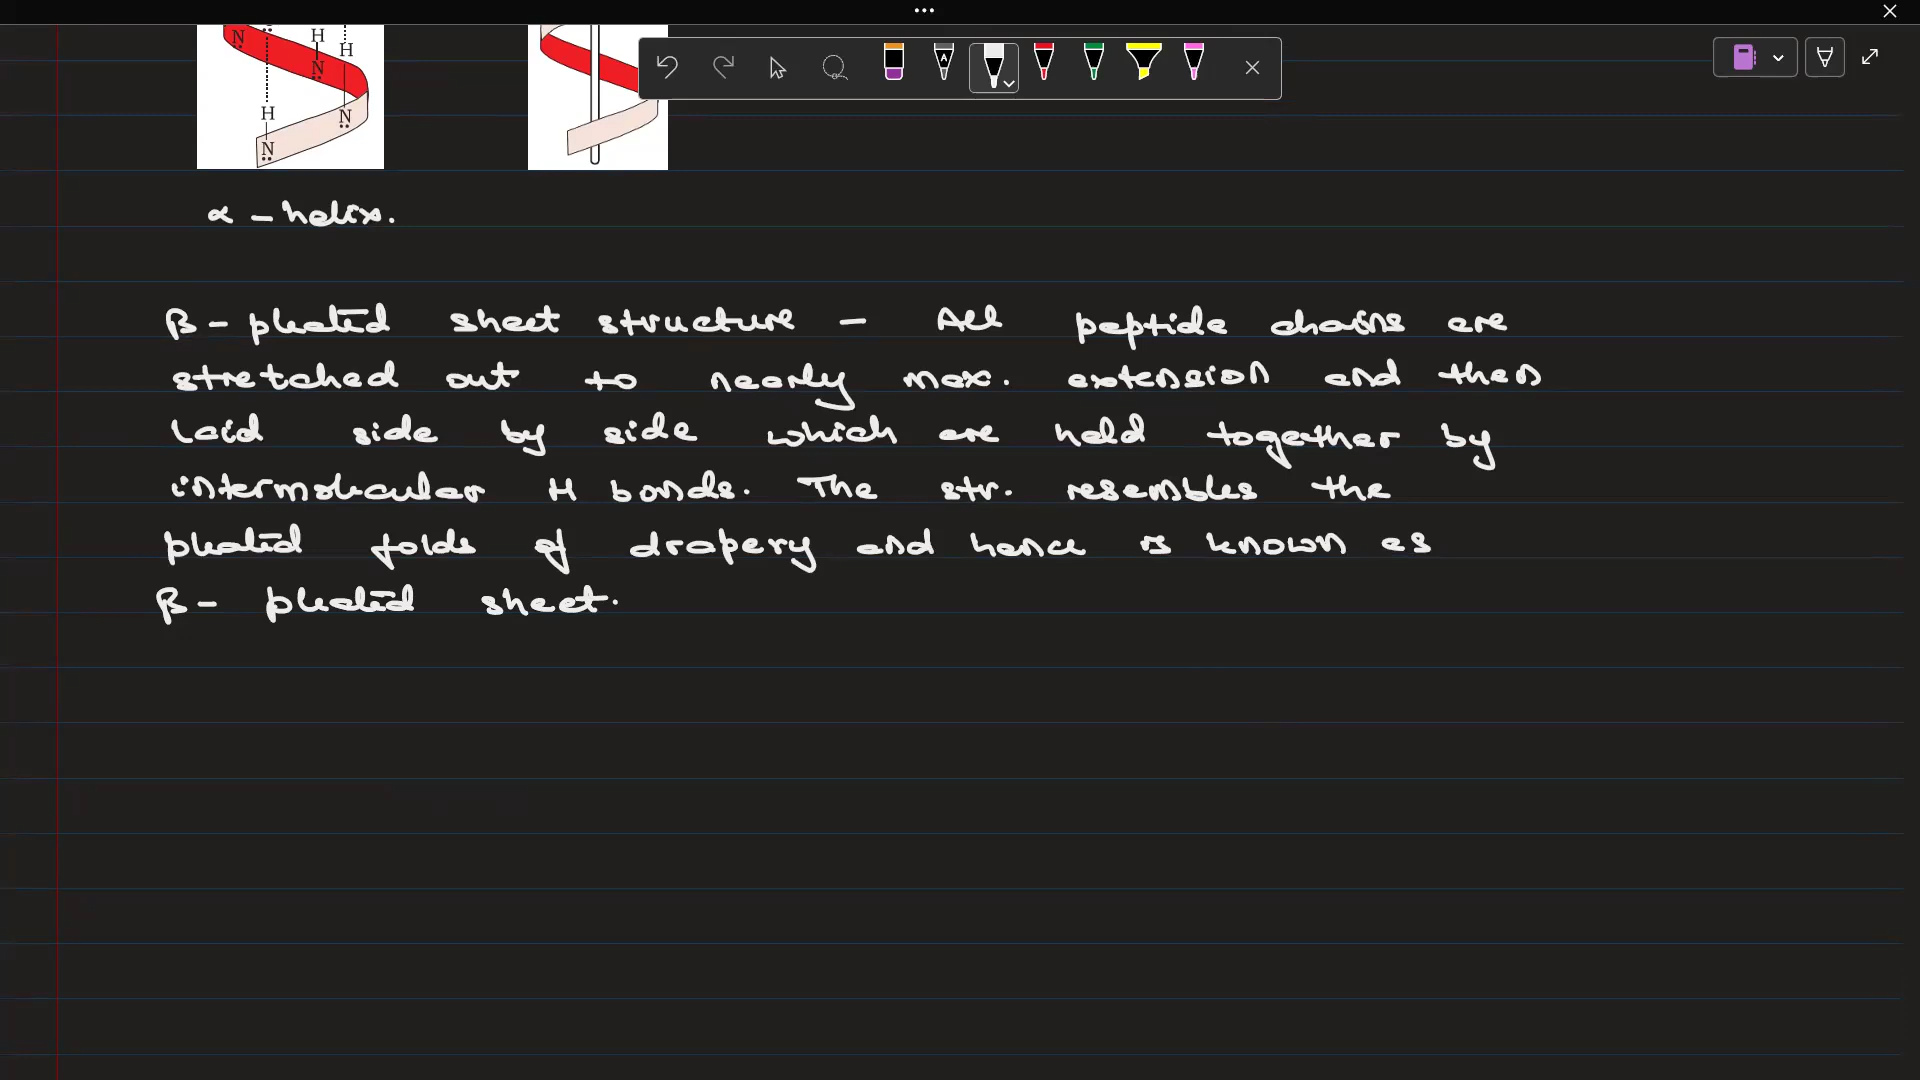 N H H
N
H N
N
α - helix.
β - pleated sheet structure - All peptide chains are
stretched out to nearly max. extension and then
laid side by side which are held together by
intermolecular H bonds. The str. resembles the
pleated folds of drapery and hence is known as
β - pleated sheet.